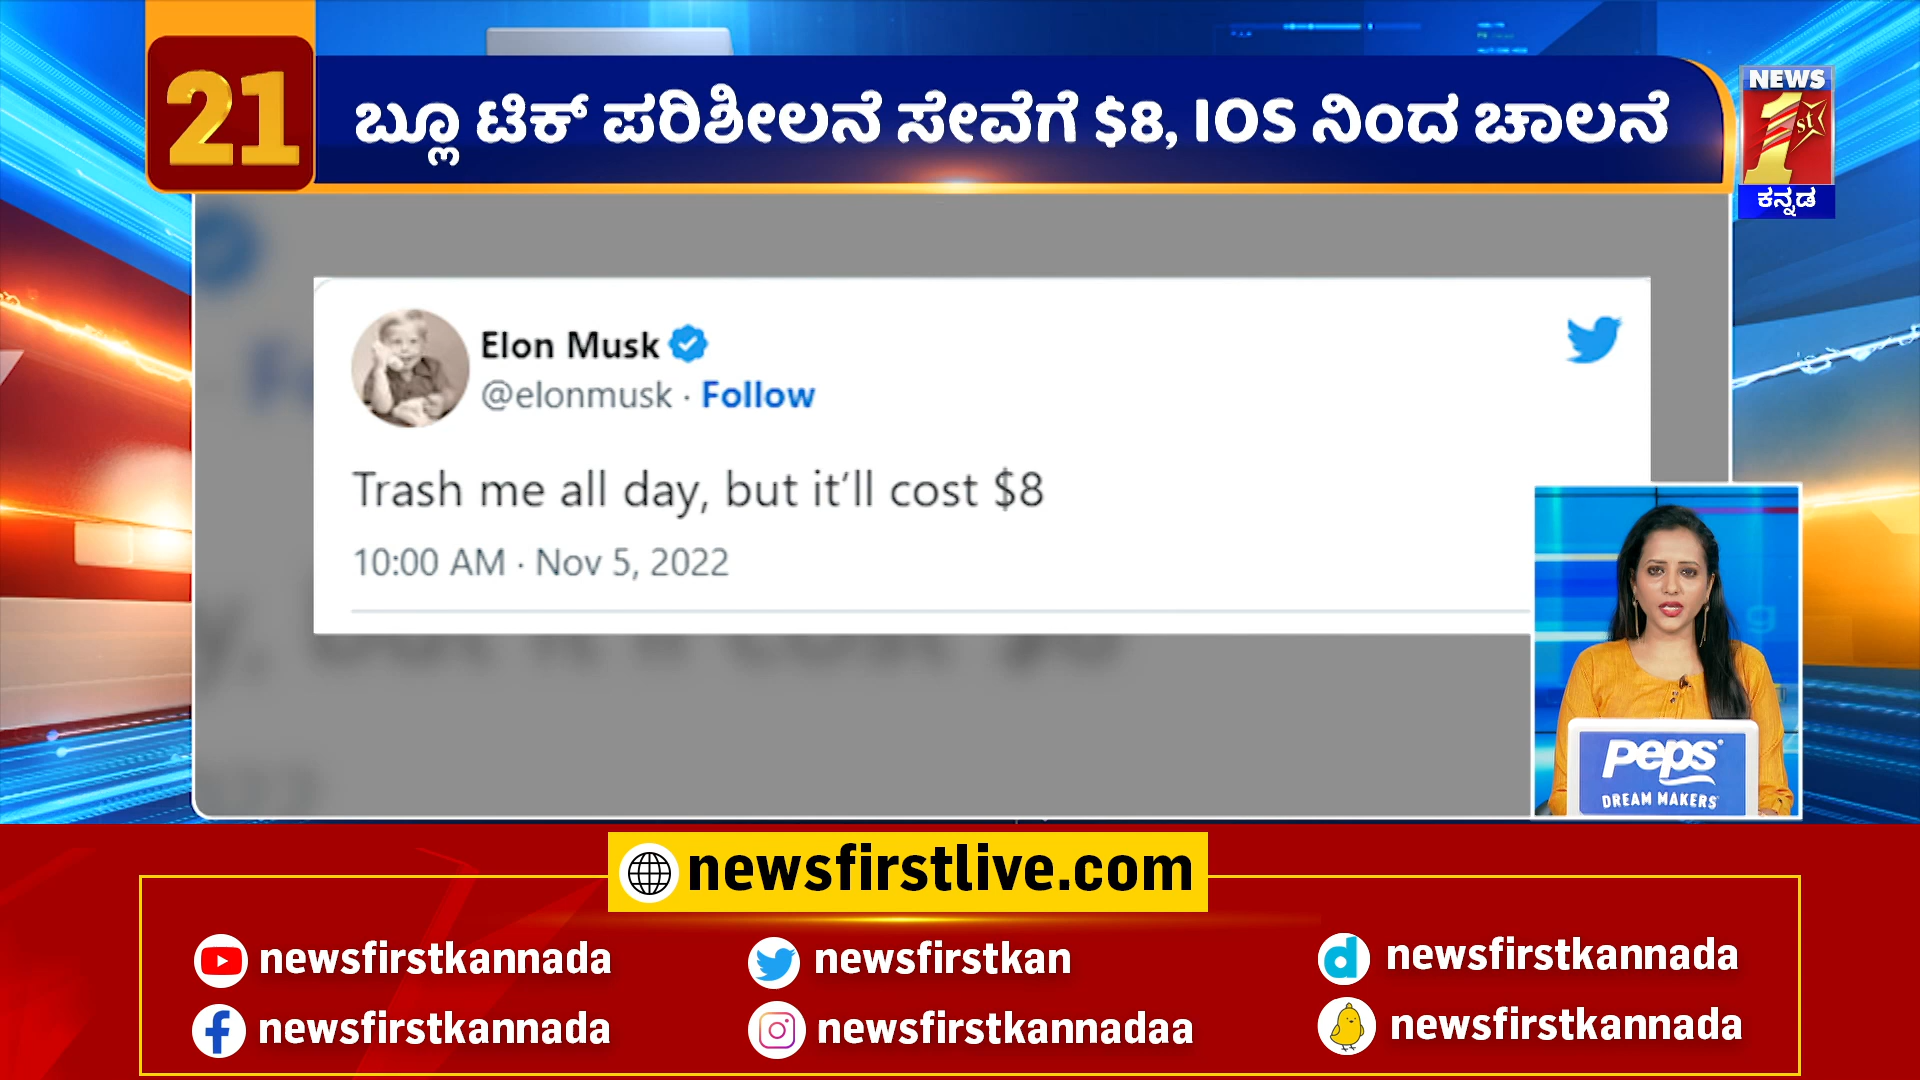 21
ಬ್ಲೂ ಟಿಕ್ ಪರಿಶೀಲನೆ ಸೇವೆಗೆ $8, IOS ನಿಂದ ಚಾಲನೆ
NEWS
1st
ಕನ್ನಡ
Elon Musk
@elonmusk · Follow
Trash me all day, but it’ll cost $8
10:00 AM · Nov 5, 2022
peps
DREAM MAKERS
newsfirstlive.com
newsfirstkannada
newsfirstkan
newsfirstkannada
newsfirstkannada
newsfirstkannadaa
newsfirstkannada